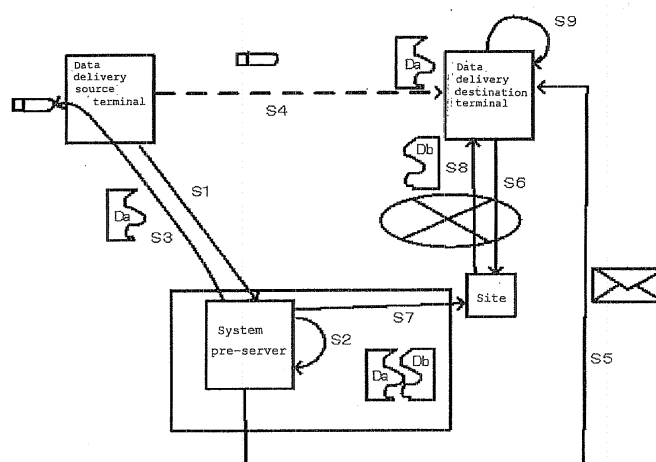 S9
Data
delivery
source
terminal
Da
Data
delivery
destination
terminal
S4
Db
S8
S6
S1
Da
S3
Site
S7
System
pre-server
S2
Da
Db
S5